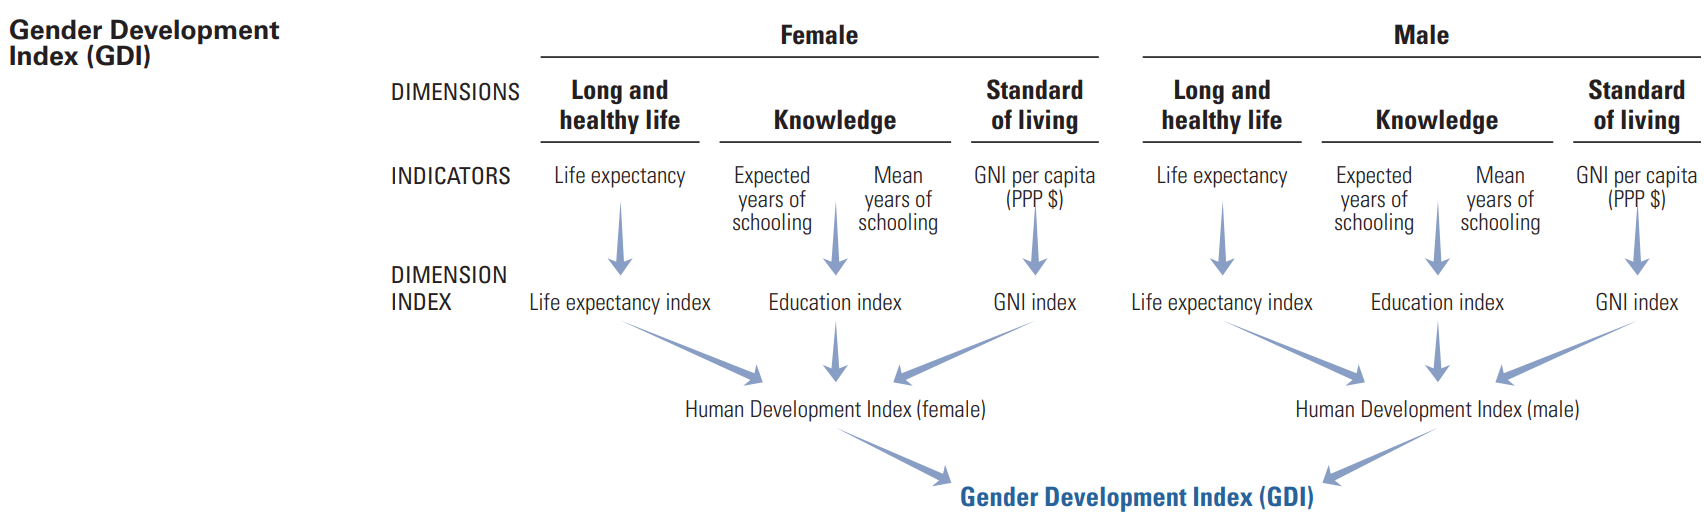 Gender Development
Index (GDI)
Female
Male
DIMENSIONS
Long and
healthy life
Knowledge
Standard
of living
Long and
healthy life
Knowledge
Standard
of living
INDICATORS
Life expectancy
Expected
years of
schooling
Mean
years of
schooling
GNI per capita
(PPP $)
Life expectancy
Expected
years of
schooling
Mean
years of
schooling
GNI per capita
(PPP $)
DIMENSION
INDEX
Life expectancy index
Education index
GNI index
Life expectancy index
Education index
GNI index
Human Development Index (female)
Human Development Index (male)
Gender Development Index (GDI)